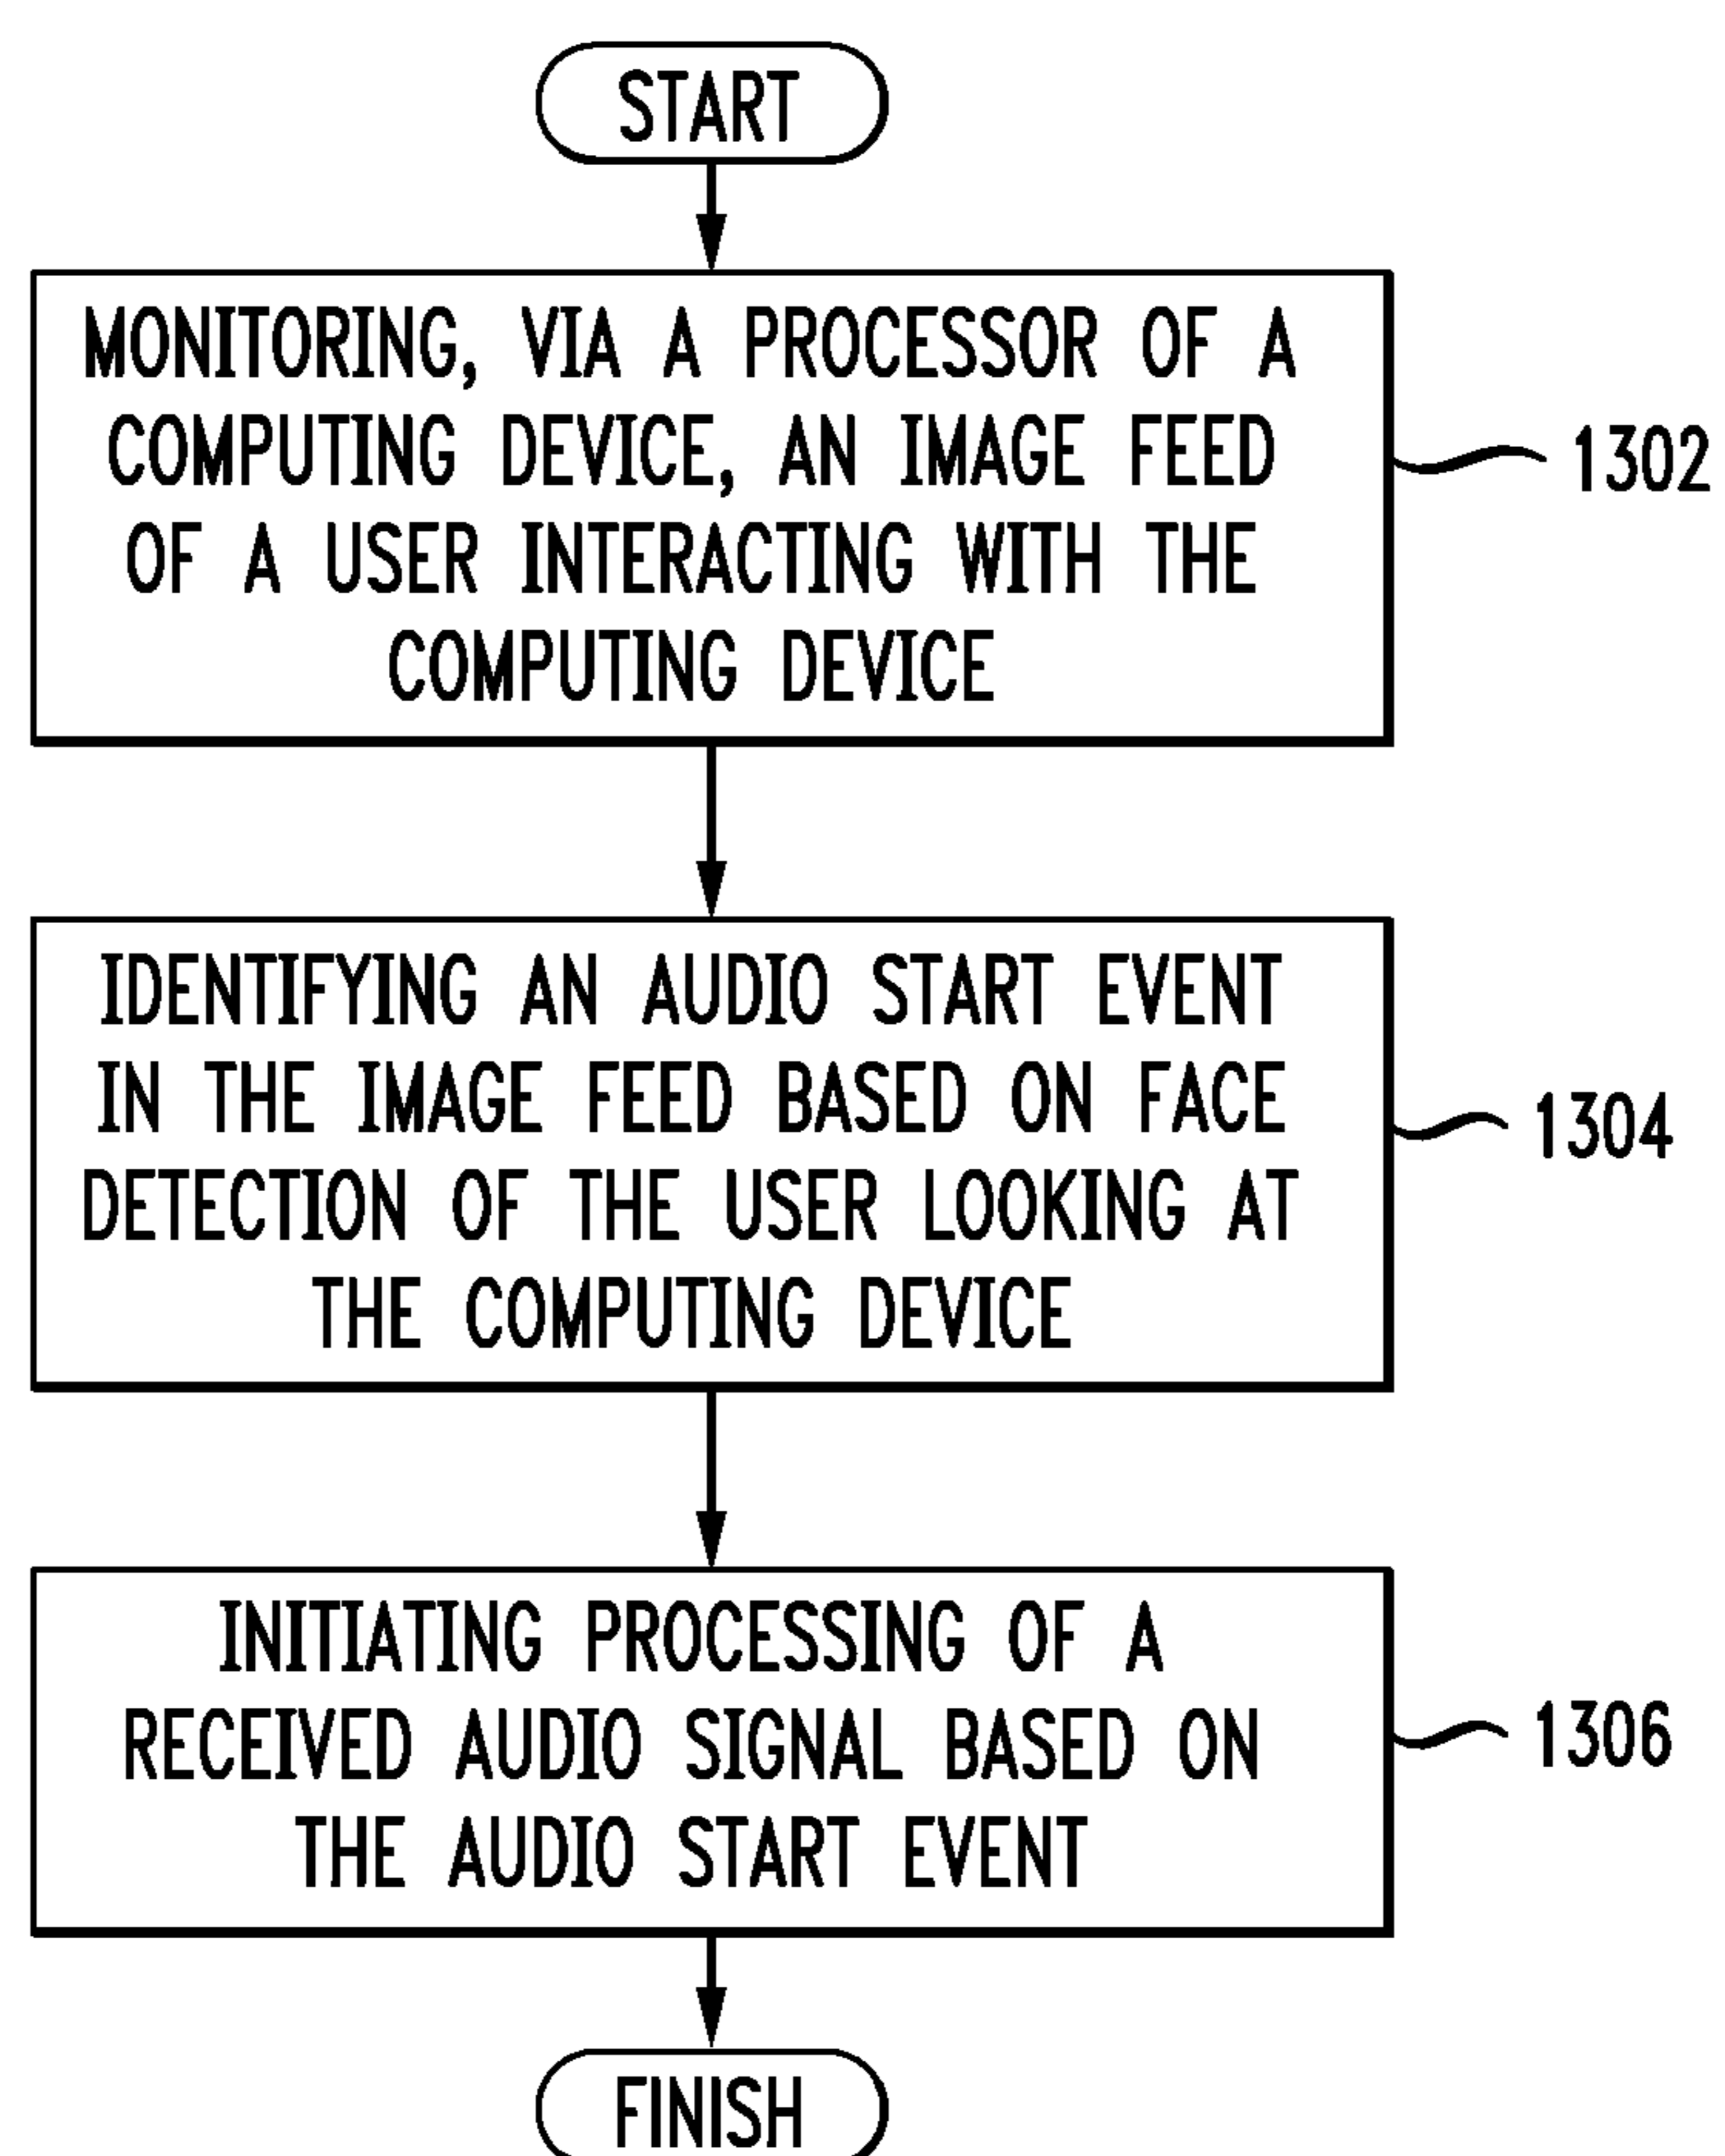 START
MONITORING, VIA A PROCESSOR OF A
COMPUTING DEVICE, AN IMAGE FEED
OF A USER INTERACTING WITH THE
COMPUTING DEVICE
1302
IDENTIFYING AN AUDIO START EVENT
IN THE IMAGE FEED BASED ON FACE
DETECTION OF THE USER LOOKING AT
THE COMPUTING DEVICE
1304
INITIATING PROCESSING OF A
RECEIVED AUDIO SIGNAL BASED ON
THE AUDIO START EVENT
1306
FINISH